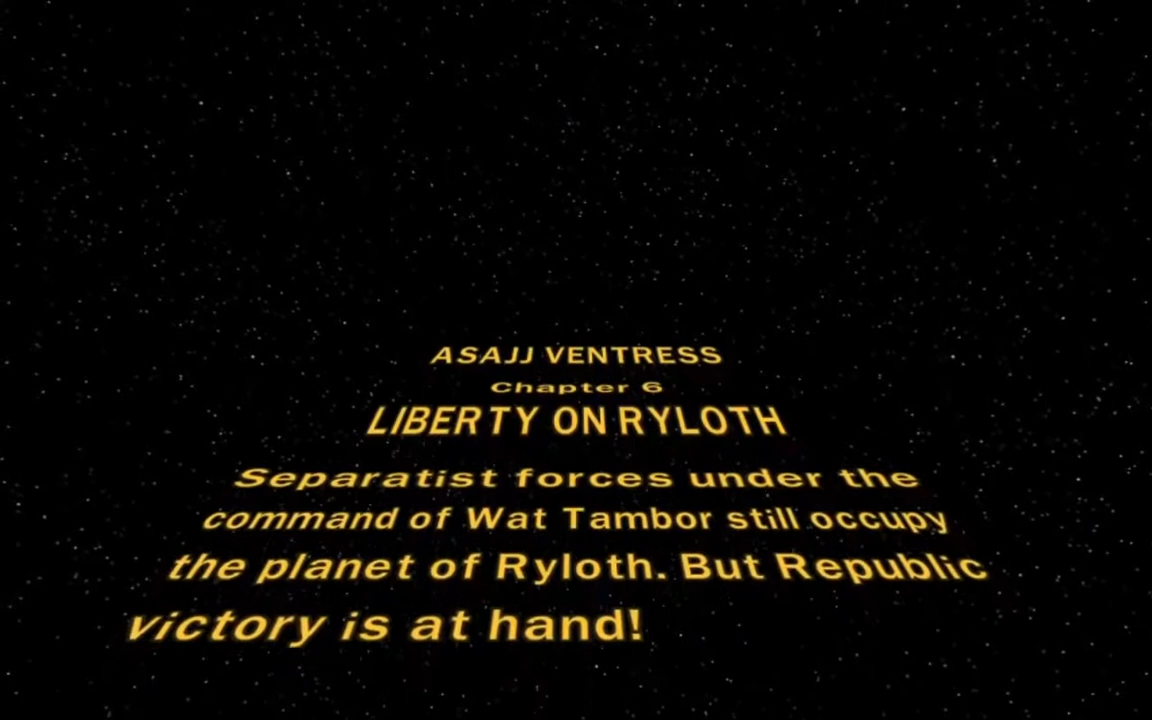 ASAJJ VENTRESS
Chapter 6
LIBERTY ON RYLOTH
Separatist forces under the
command of Wat Tambor still occupy
the planet of Ryloth. But Republic
victory is at hand!